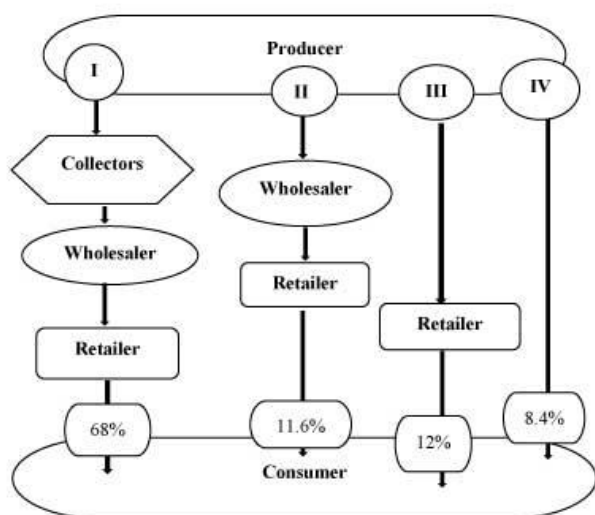 Producer
I
II
III
IV
Collectors
Wholesaler
Wholesaler
Retailer
Retailer
Retailer
68%
11.6%
12%
8.4%
Consumer